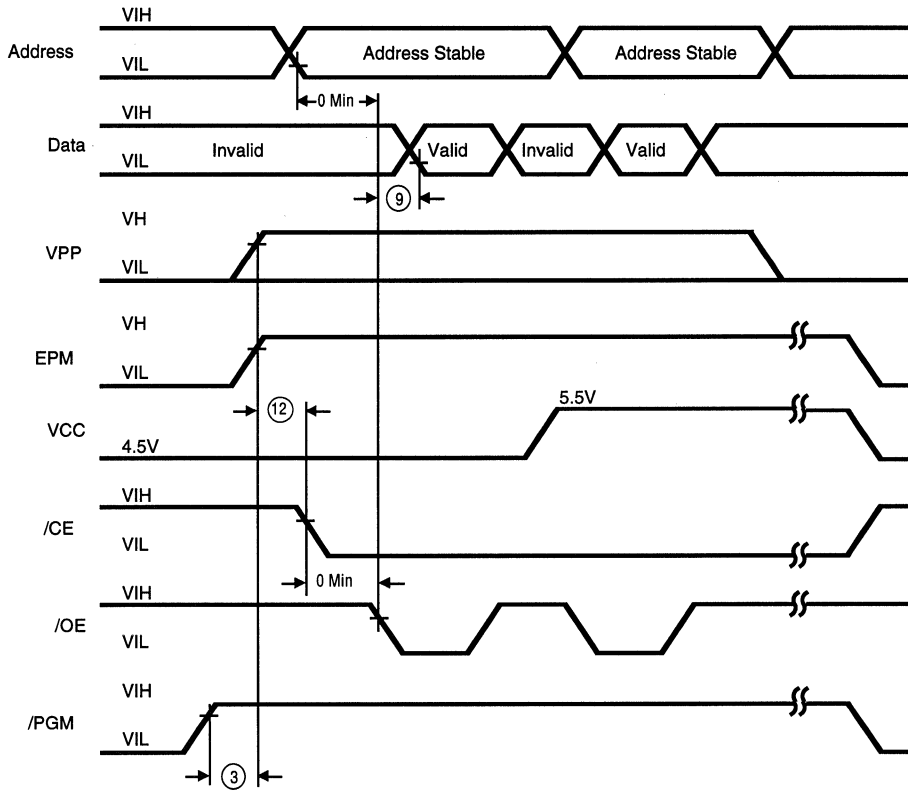 VIH
Address
VIL
Address Stable
Address Stable
0 Min
VIH
Data
VIL
Invalid
Valid
Invalid
Valid
9
VH
VPP
VIL
VH
EPM
VIL
12
5.5V
VCC
4.5V
VIH
/CE
VIL
0 Min
VIH
/OE
VIL
VIH
/PGM
VIL
3